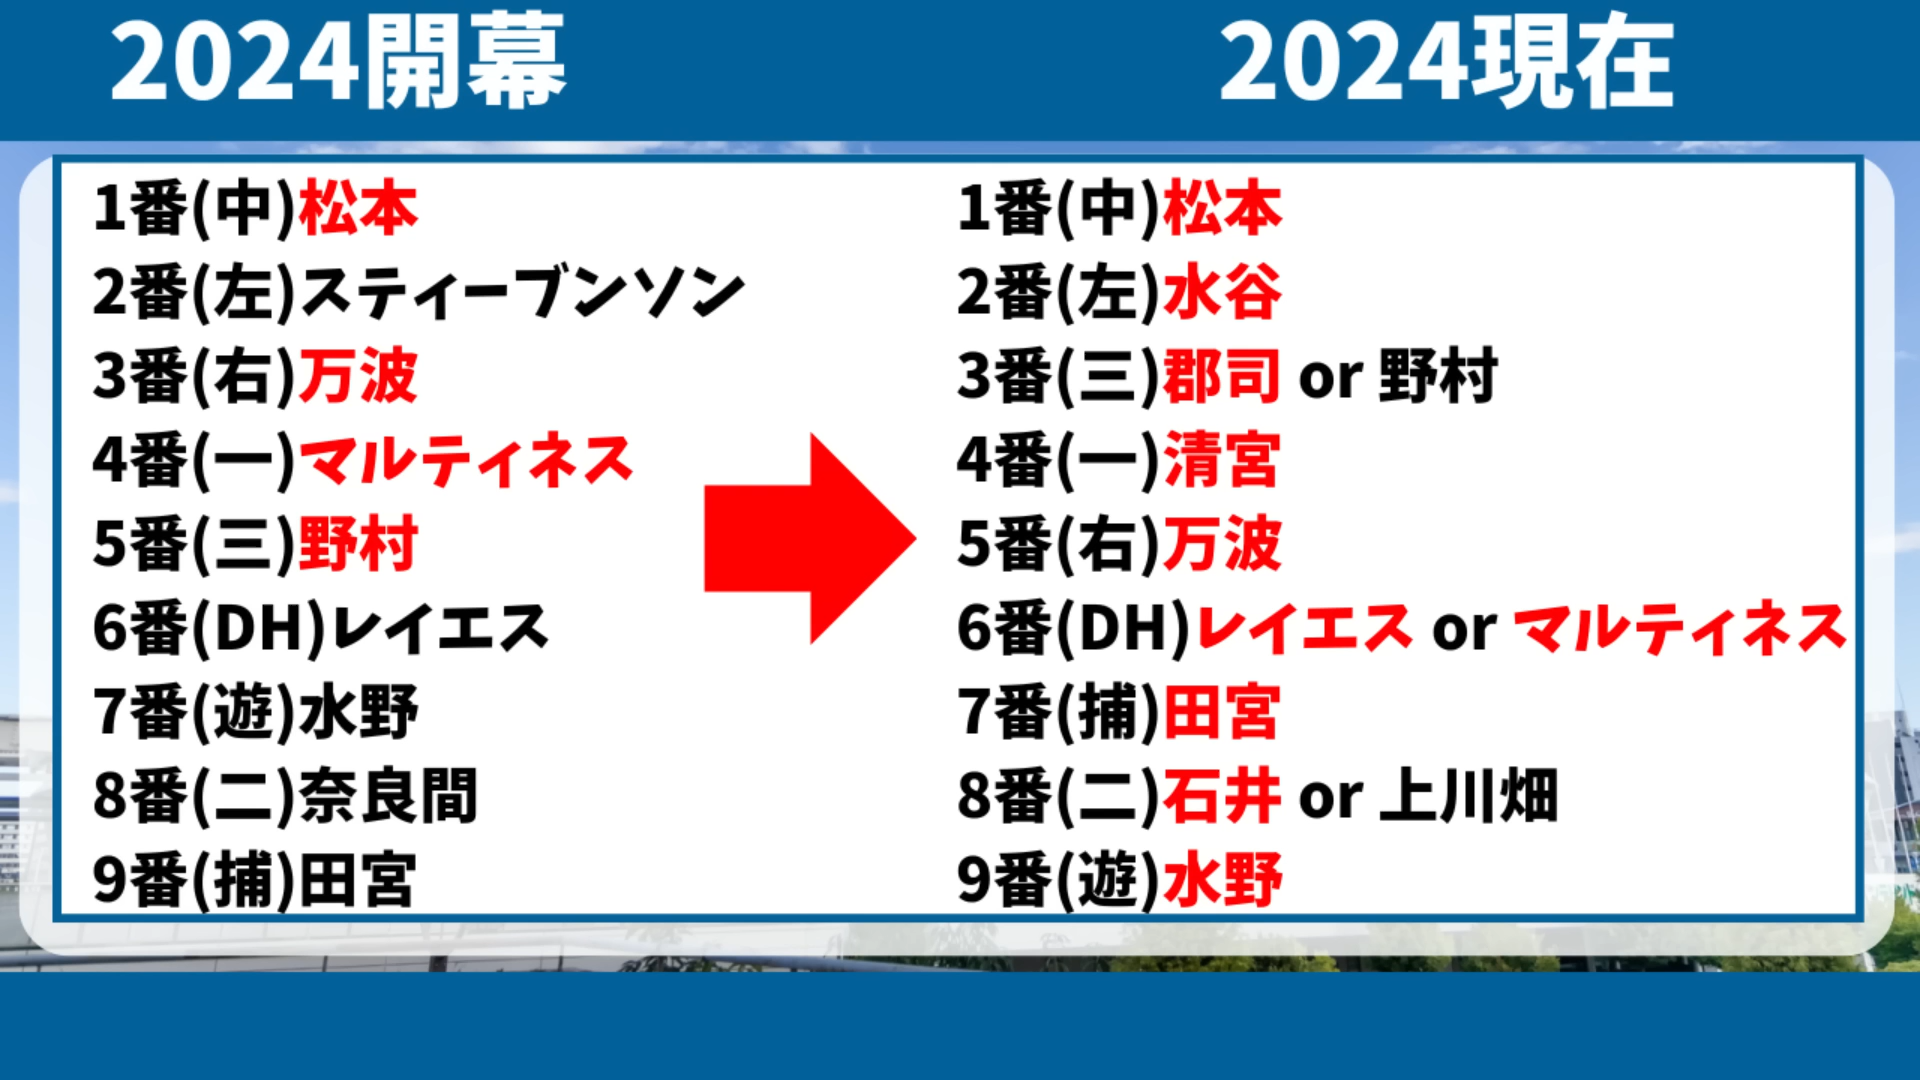 2024開幕
1番(中)松本
2番(左)スティーブンソン
3番(右)万波
4番(一)マルティネス
5番(三)野村
6番(DH)レイエス
7番(遊)水野
8番(二)奈良間
9番(捕)田宮
2024現在
1番(中)松本
2番(左)水谷
3番(三)郡司 or 野村
4番(一)清宮
5番(右)万波
6番(DH)レイエス or マルティネス
7番(捕)田宮
8番(二)石井 or 上川畑
9番(遊)水野